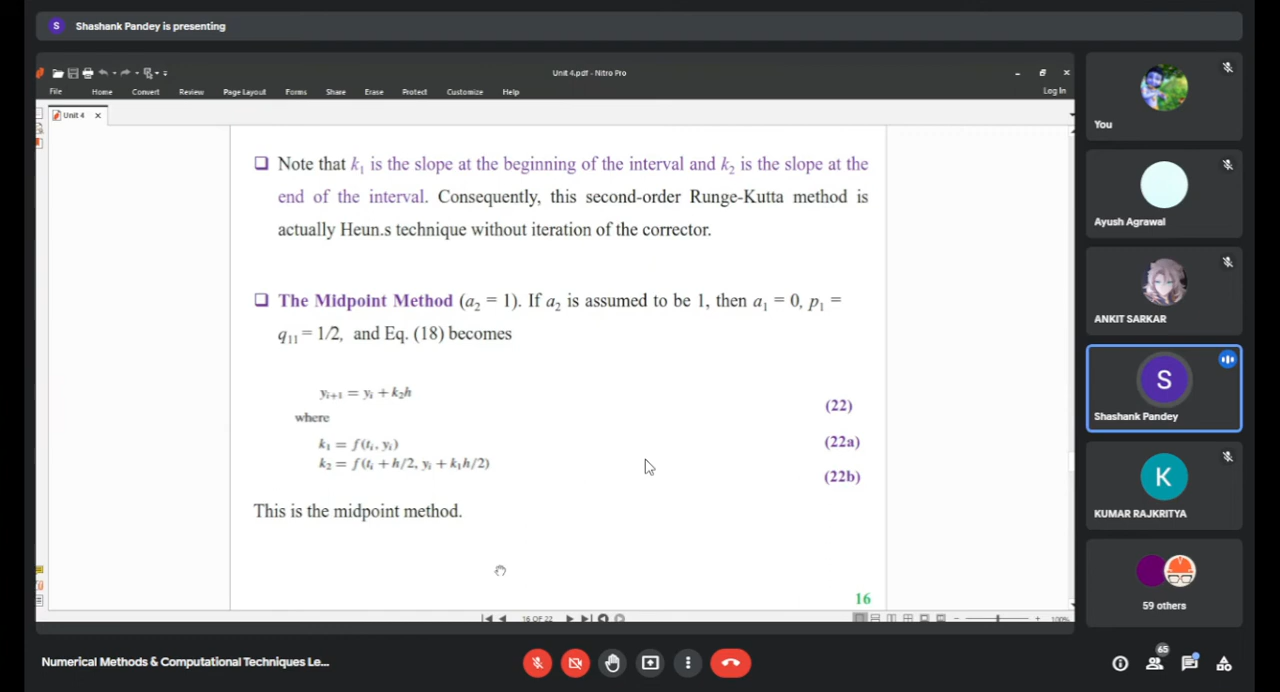 S Shashank Pandey is presenting
Unit 4.pdf - Nitro Pro
File Home Convert Review Page Layout Forms Share Erase Protect Customize Help Log In
Unit 4
❑ Note that k₁ is the slope at the beginning of the interval and k₂ is the slope at the
end of the interval. Consequently, this second-order Runge-Kutta method is
actually Heun.s technique without iteration of the corrector.
❑ The Midpoint Method (a₂ = 1). If a₂ is assumed to be 1, then a₁ = 0, p₁ =
q₁₁ = 1/2, and Eq. (18) becomes
yᵢ₊₁ = yᵢ + k₂h (22)
where
k₁ = f(tᵢ, yᵢ) (22a)
k₂ = f(tᵢ + h/2, yᵢ + k₁h/2) (22b)
This is the midpoint method.
16
16 OF 22 100%
You
Ayush Agrawal
ANKIT SARKAR
S
Shashank Pandey
K
KUMAR RAJKRITYA
59 others
Numerical Methods & Computational Techniques Le...
65